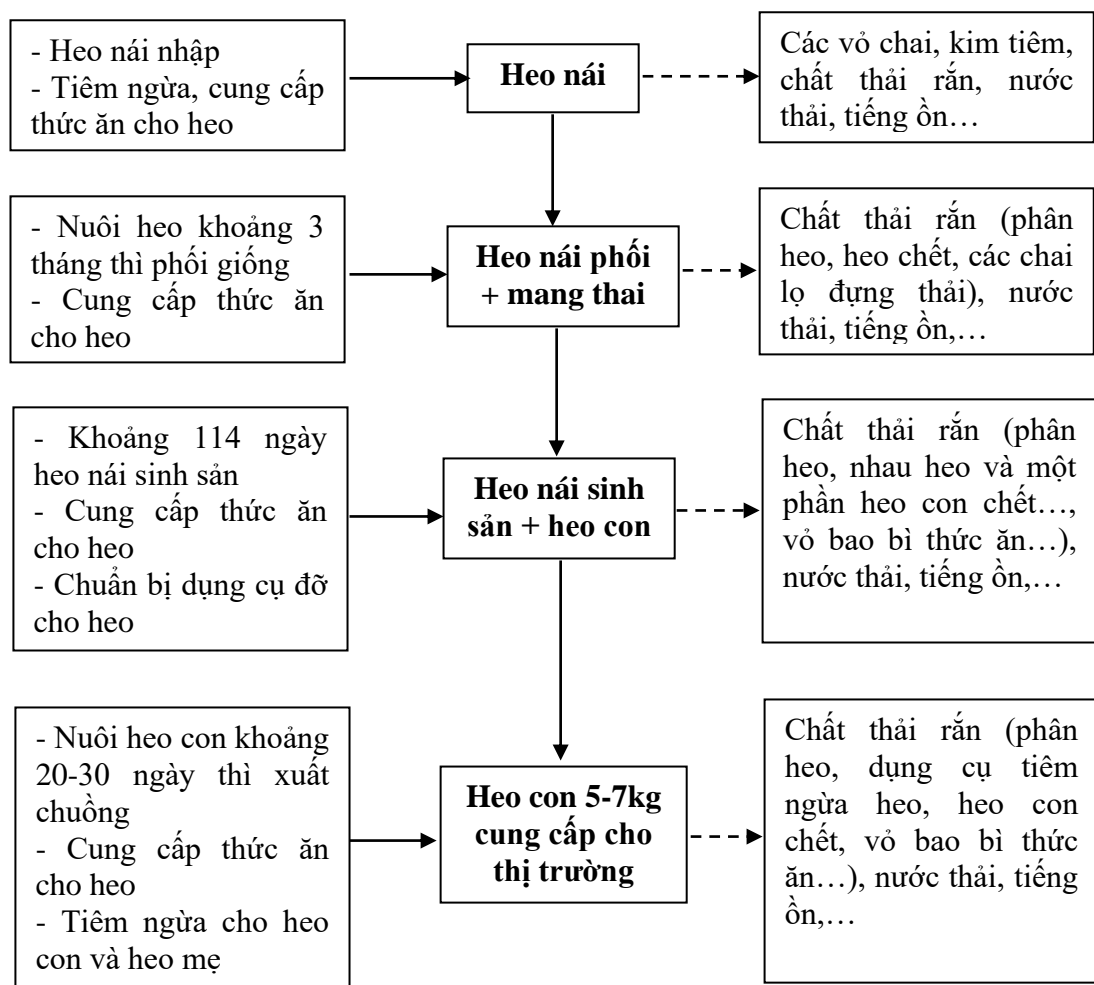 - Heo nái nhập
- Tiêm ngừa, cung cấp
thức ăn cho heo
Heo nái
Các vỏ chai, kim tiêm,
chất thải rắn, nước
thải, tiếng ồn…
- Nuôi heo khoảng 3
tháng thì phối giống
- Cung cấp thức ăn
cho heo
Heo nái phối
+ mang thai
Chất thải rắn (phân
heo, heo chết, các chai
lọ đựng thải), nước
thải, tiếng ồn,…
- Khoảng 114 ngày
heo nái sinh sản
- Cung cấp thức ăn
cho heo
- Chuẩn bị dụng cụ đỡ
cho heo
Heo nái sinh
sản + heo con
Chất thải rắn (phân
heo, nhau heo và một
phần heo con chết…,
vỏ bao bì thức ăn…),
nước thải, tiếng ồn,…
- Nuôi heo con khoảng
20-30 ngày thì xuất
chuồng
- Cung cấp thức ăn
cho heo
- Tiêm ngừa cho heo
con và heo mẹ
Heo con 5-7kg
cung cấp cho
thị trường
Chất thải rắn (phân
heo, dụng cụ tiêm
ngừa heo, heo con
chết, vỏ bao bì thức
ăn…), nước thải, tiếng
ồn,…